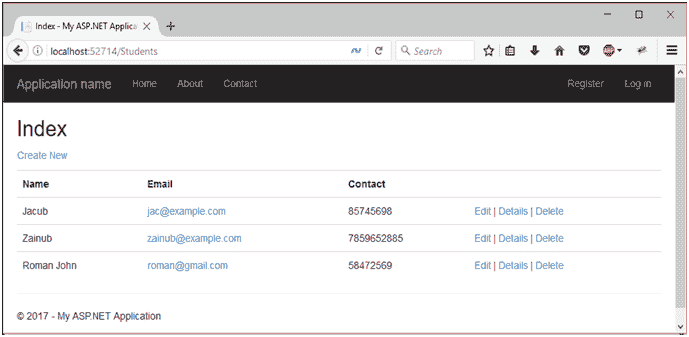 Index - My ASP.NET Applica
localhost:52714/Students
Search
Application name Home About Contact Register Log in
Index
Create New
Name Email Contact
Jacub jac@example.com 85745698 Edit | Details | Delete
Zainub zainub@example.com 7859652885 Edit | Details | Delete
Roman John roman@gmail.com 58472569 Edit | Details | Delete
© 2017 - My ASP.NET Application